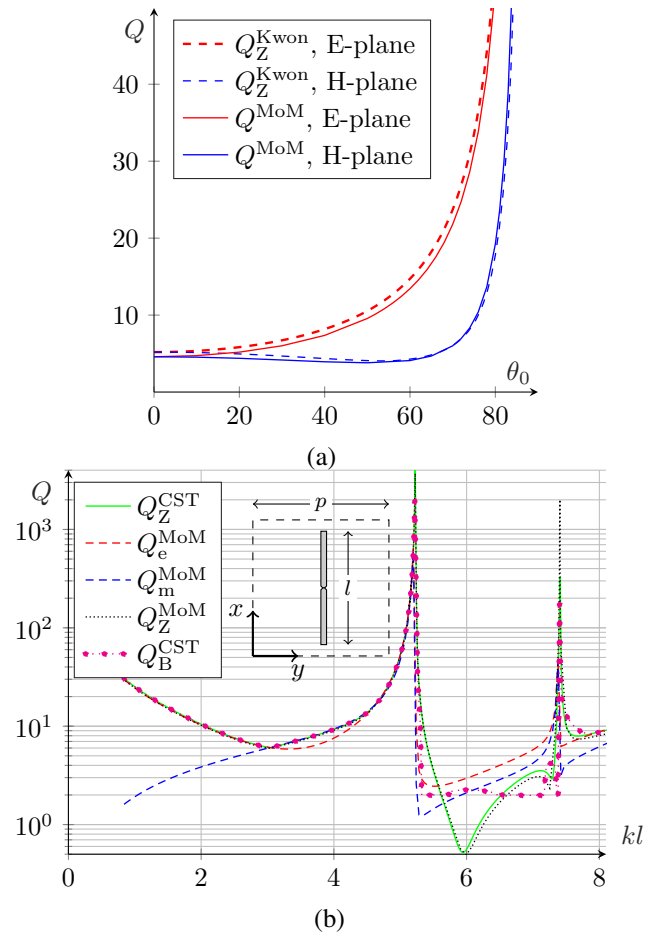 Q
Q_Z^Kwon, E-plane
Q_Z^Kwon, H-plane
Q^MoM, E-plane
Q^MoM, H-plane
40
30
20
10
θ_0
0 20 40 60 80
(a)
Q
Q_Z^CST
Q_e^MoM
Q_m^MoM
Q_Z^MoM
Q_B^CST
p
l
x
y
10^3
10^2
10^1
10^0
kl
0 2 4 6 8
(b)